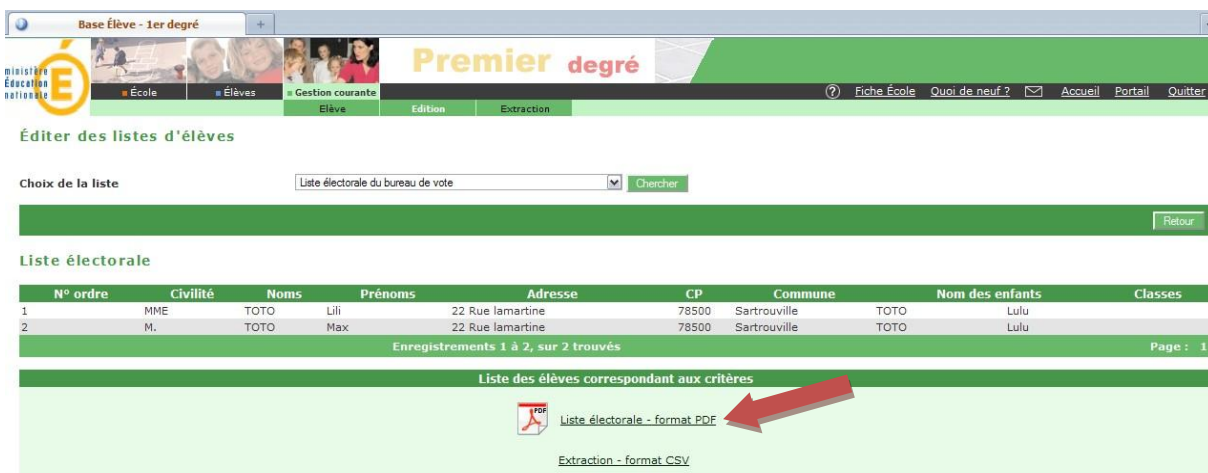 Base Élève - 1er degré +
ministère
Éducation
nationale
Premier degré
École Élèves Gestion courante ? Fiche École Quoi de neuf ? Accueil Portail Quitter
Elève Edition Extraction
Éditer des listes d'élèves
Choix de la liste Liste électorale du bureau de vote Chercher
Retour
Liste électorale
N° ordre Civilité Noms Prénoms Adresse CP Commune Nom des enfants Classes
1 MME TOTO Lili 22 Rue lamartine 78500 Sartrouville TOTO Lulu
2 M. TOTO Max 22 Rue lamartine 78500 Sartrouville TOTO Lulu
Enregistrements 1 à 2, sur 2 trouvés Page : 1
Liste des élèves correspondant aux critères
PDF Liste électorale - format PDF
Extraction - format CSV